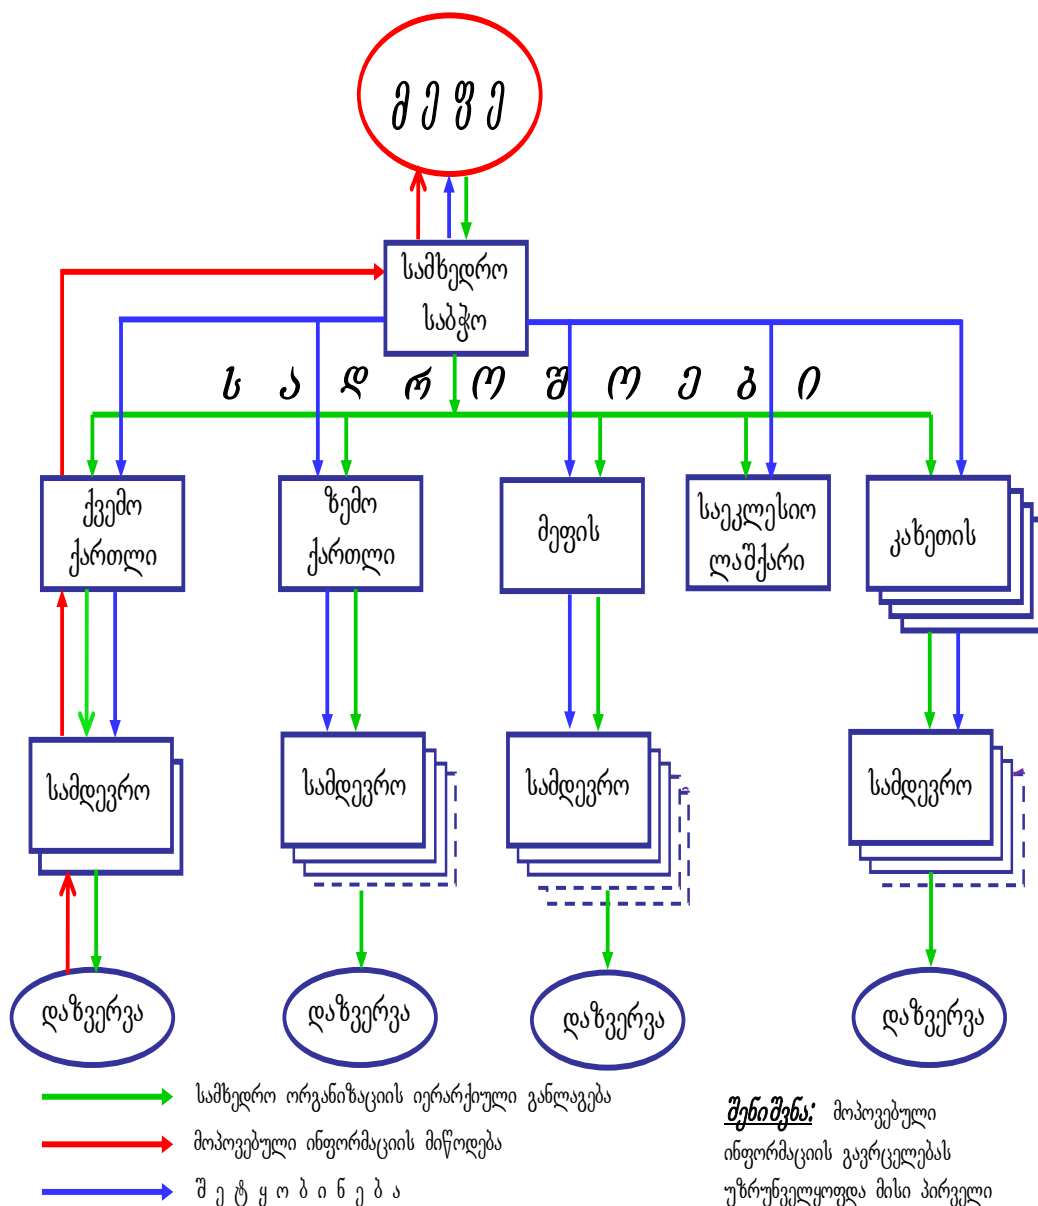 მ ე ფ ე
სამხედრო
საბჭო
ს ა დ რ ო შ ო ე ბ ი
ქვემო
ქართლი
ზემო
ქართლი
მეფის
საეკლესიო
ლაშქარი
კახეთის
სამდევრო
სამდევრო
სამდევრო
სამდევრო
დაზვერვა
დაზვერვა
დაზვერვა
დაზვერვა
სამხედრო ორგანიზაციის იერარქიული განლაგება
მოპოვებული ინფორმაციის მიწოდება
შ ე ტ ყ ო ბ ი ნ ე ბ ა
შენიშვნა: მოპოვებული
ინფორმაციის გავრცელებას
უზრუნველყოფდა მისი პირველი